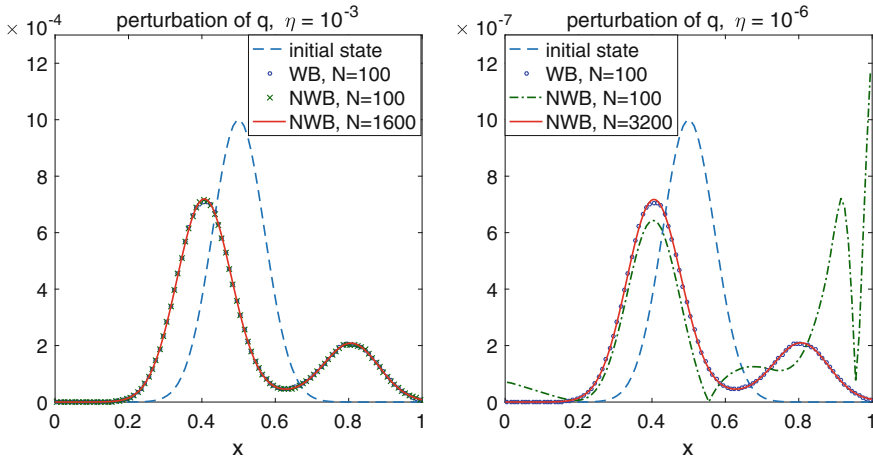 perturbation of q, η = 10⁻³
× 10⁻⁴
12
10
8
6
4
2
0
0 0.2 0.4 0.6 0.8 1
x
initial state
WB, N=100
NWB, N=100
NWB, N=1600
perturbation of q, η = 10⁻⁶
× 10⁻⁷
12
10
8
6
4
2
0
0 0.2 0.4 0.6 0.8 1
x
initial state
WB, N=100
NWB, N=100
NWB, N=3200